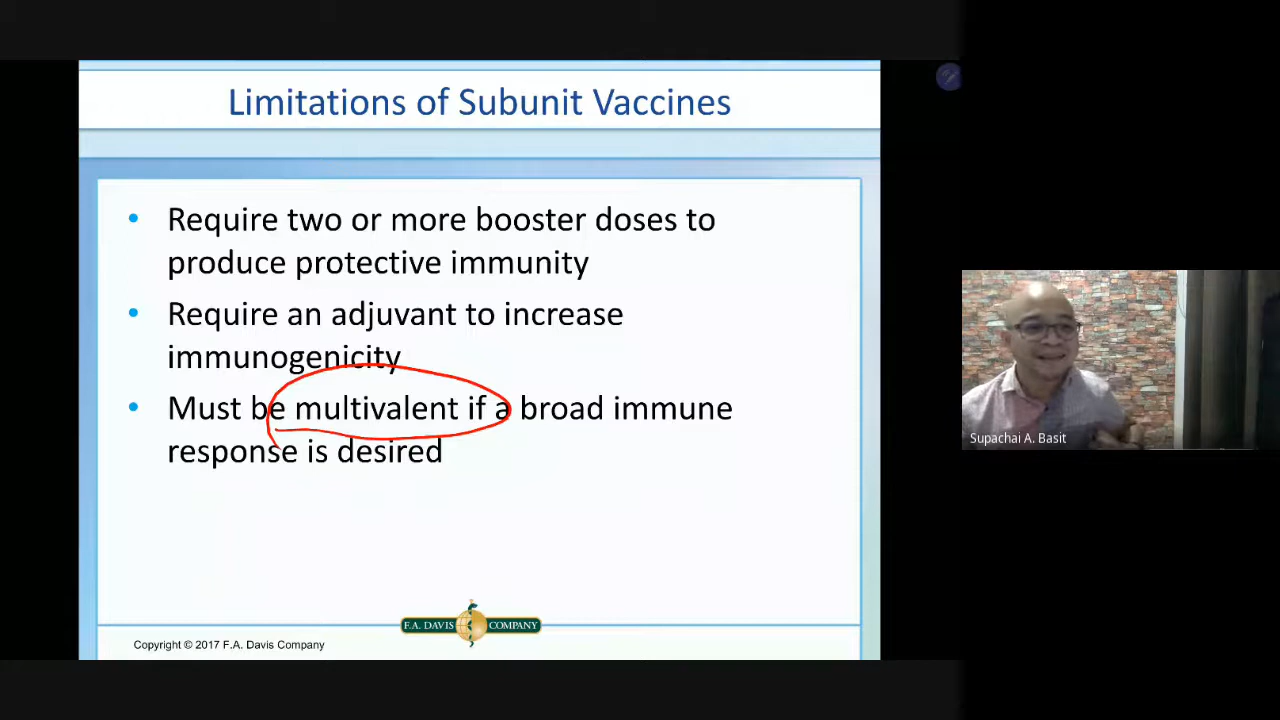 Limitations of Subunit Vaccines
• Require two or more booster doses to
produce protective immunity
• Require an adjuvant to increase
immunogenicity
• Must be multivalent if a broad immune
response is desired
F.A. DAVIS COMPANY
Copyright © 2017 F.A. Davis Company
Supachai A. Basit